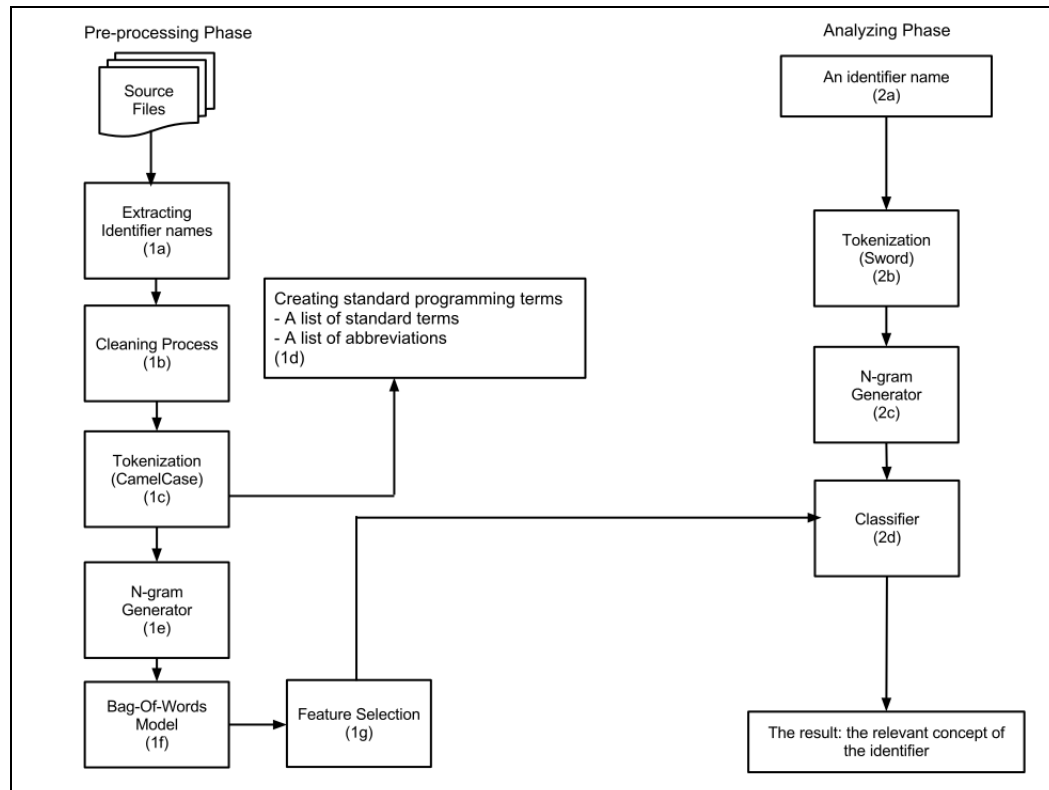 Pre-processing Phase
Source
Files
Extracting
Identifier names
(1a)
Cleaning Process
(1b)
Tokenization
(CamelCase)
(1c)
Creating standard programming terms
- A list of standard terms
- A list of abbreviations
(1d)
N-gram
Generator
(1e)
Bag-Of-Words
Model
(1f)
Feature Selection
(1g)
Analyzing Phase
An identifier name
(2a)
Tokenization
(Sword)
(2b)
N-gram
Generator
(2c)
Classifier
(2d)
The result: the relevant concept of
the identifier